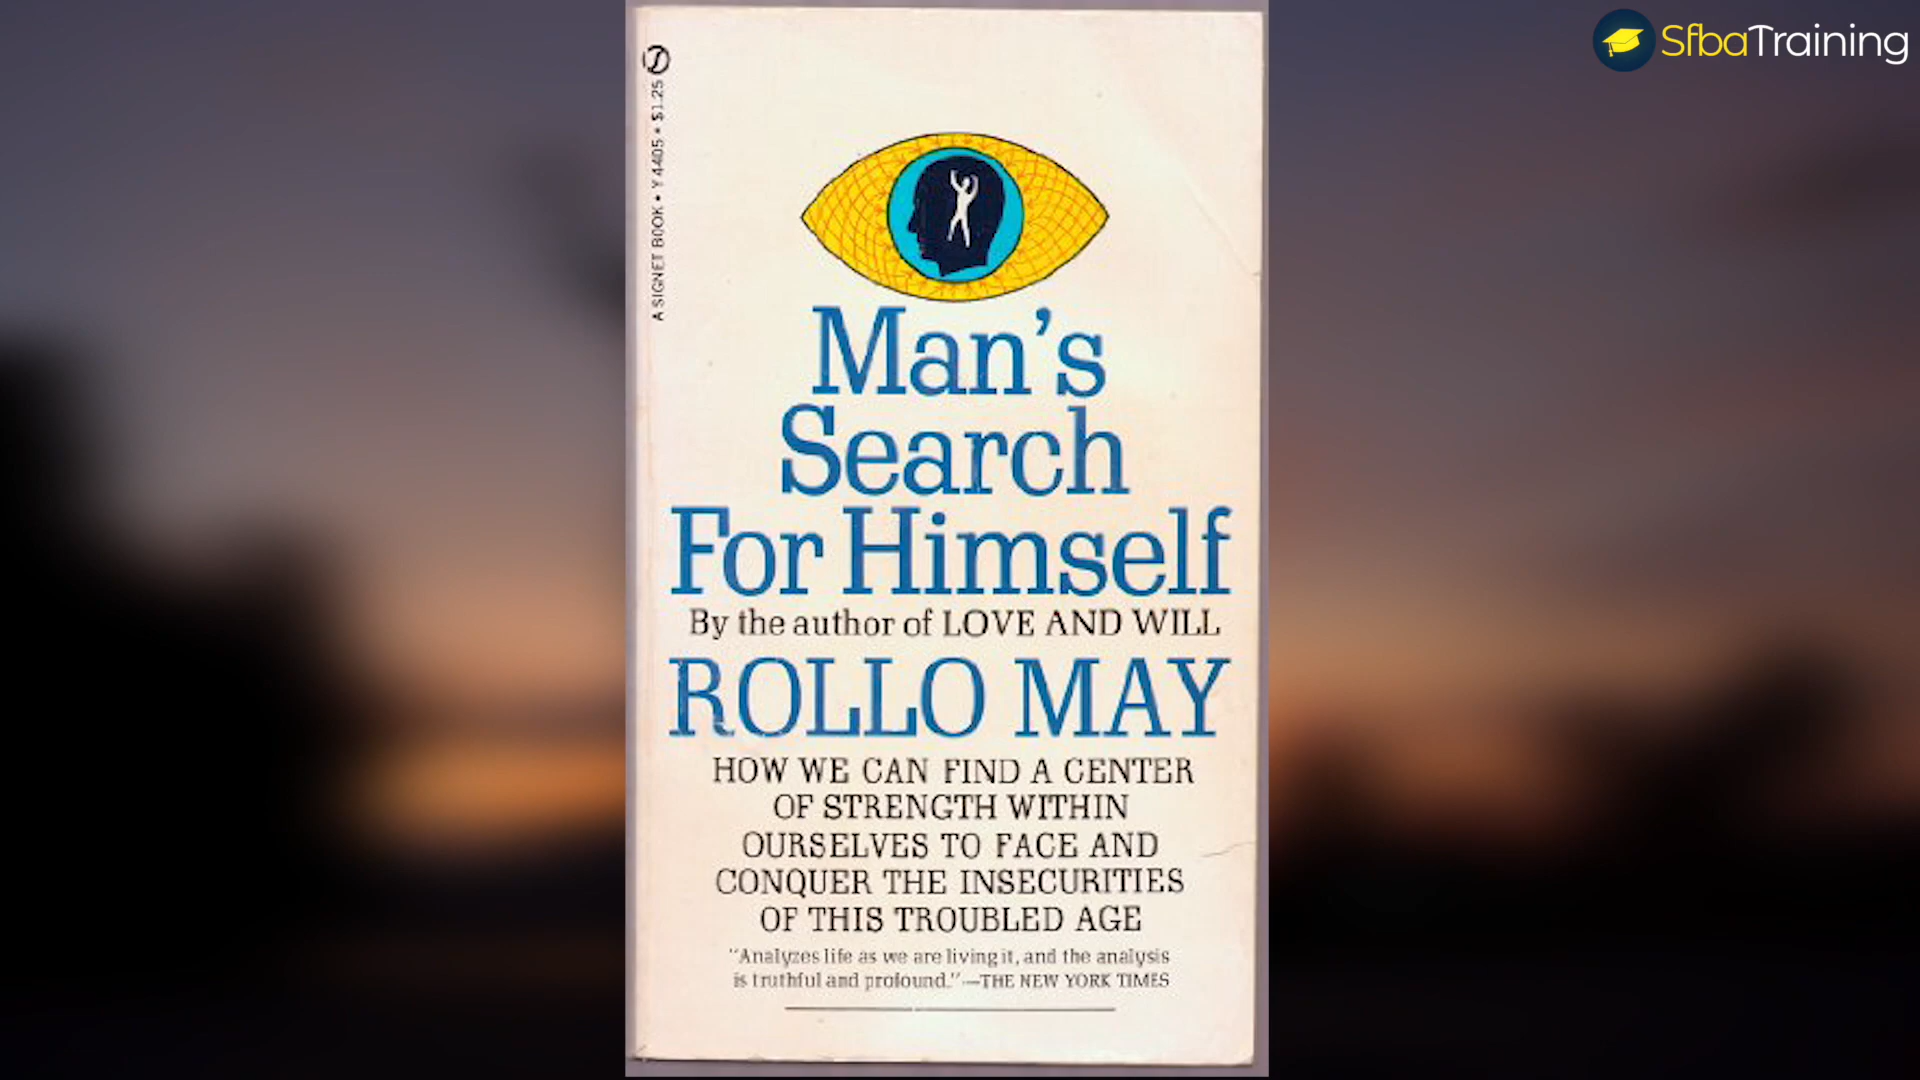 SfbaTraining
A SIGNET BOOK • Y4405 • $1.25
Man's
Search
For Himself
By the author of LOVE AND WILL
ROLLO MAY
HOW WE CAN FIND A CENTER
OF STRENGTH WITHIN
OURSELVES TO FACE AND
CONQUER THE INSECURITIES
OF THIS TROUBLED AGE
"Analyzes life as we are living it, and the analysis
is truthful and profound."—THE NEW YORK TIMES